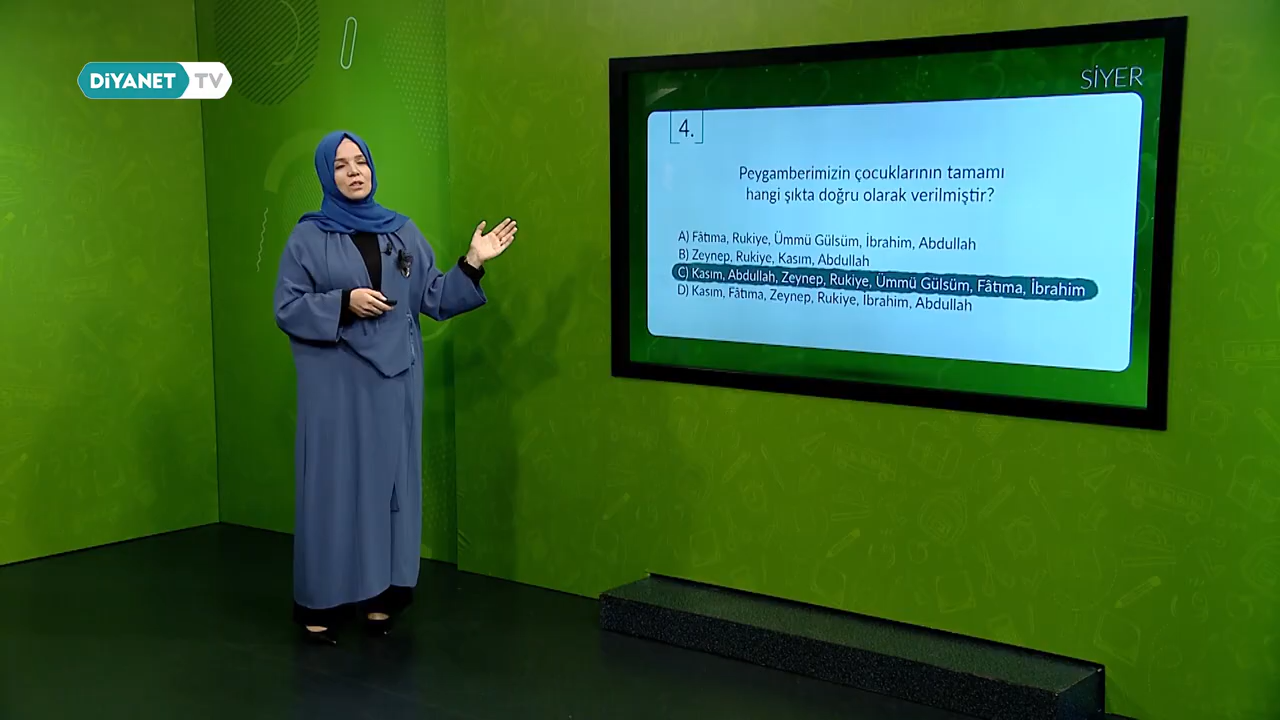 DİYANET TV
SİYER
4.
Peygamberimizin çocuklarının tamamı
hangi şıkta doğru olarak verilmiştir?
A) Fâtıma, Rukiye, Ümmü Gülsüm, İbrahim, Abdullah
B) Zeynep, Rukiye, Kasım, Abdullah
C) Kasım, Abdullah, Zeynep, Rukiye, Ümmü Gülsüm, Fâtıma, İbrahim
D) Kasım, Fâtıma, Zeynep, Rukiye, İbrahim, Abdullah